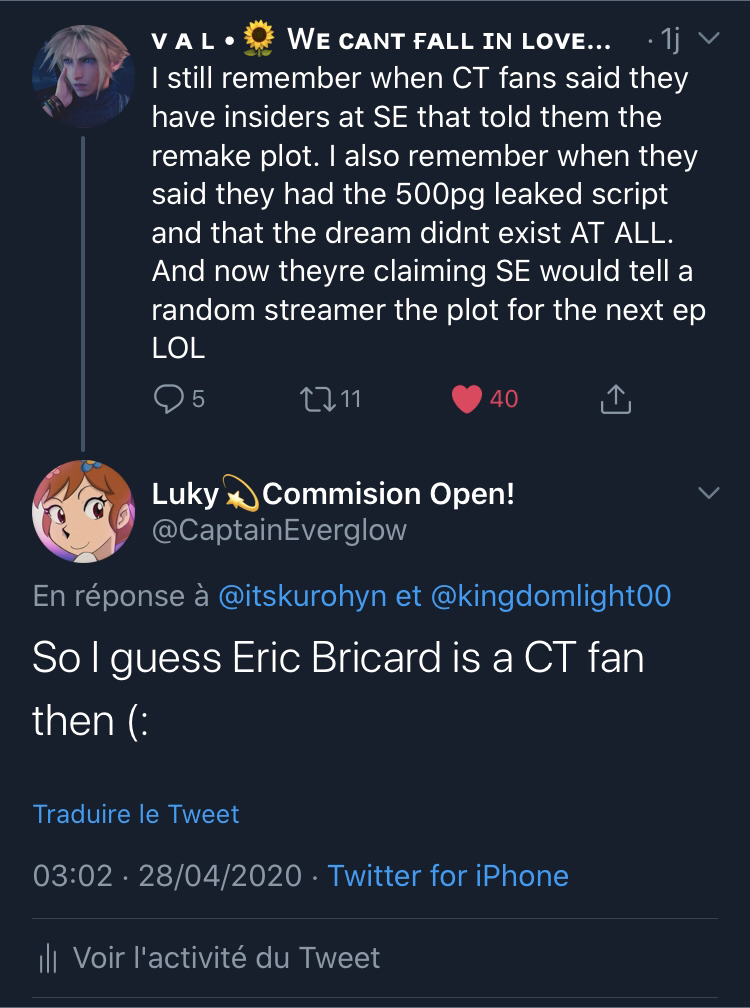 V A L • 🌻 WE CANT FALL IN LOVE... · 1j
I still remember when CT fans said they
have insiders at SE that told them the
remake plot. I also remember when they
said they had the 500pg leaked script
and that the dream didnt exist AT ALL.
And now theyre claiming SE would tell a
random streamer the plot for the next ep
LOL
5 11 40
Luky💫Commision Open!
@CaptainEverglow
En réponse à @itskurohyn et @kingdomlight00
So I guess Eric Bricard is a CT fan
then (:
Traduire le Tweet
03:02 · 28/04/2020 · Twitter for iPhone
Voir l'activité du Tweet